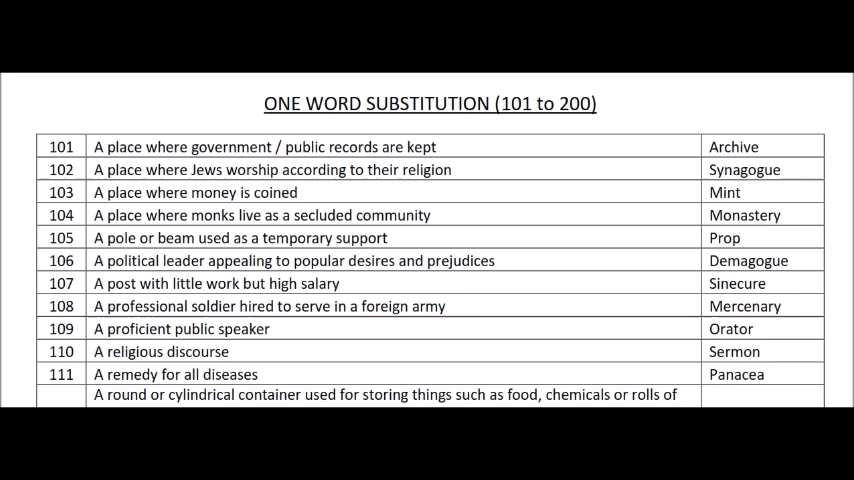 ONE WORD SUBSTITUTION (101 to 200)
101 A place where government / public records are kept Archive
102 A place where Jews worship according to their religion Synagogue
103 A place where money is coined Mint
104 A place where monks live as a secluded community Monastery
105 A pole or beam used as a temporary support Prop
106 A political leader appealing to popular desires and prejudices Demagogue
107 A post with little work but high salary Sinecure
108 A professional soldier hired to serve in a foreign army Mercenary
109 A proficient public speaker Orator
110 A religious discourse Sermon
111 A remedy for all diseases Panacea
A round or cylindrical container used for storing things such as food, chemicals or rolls of